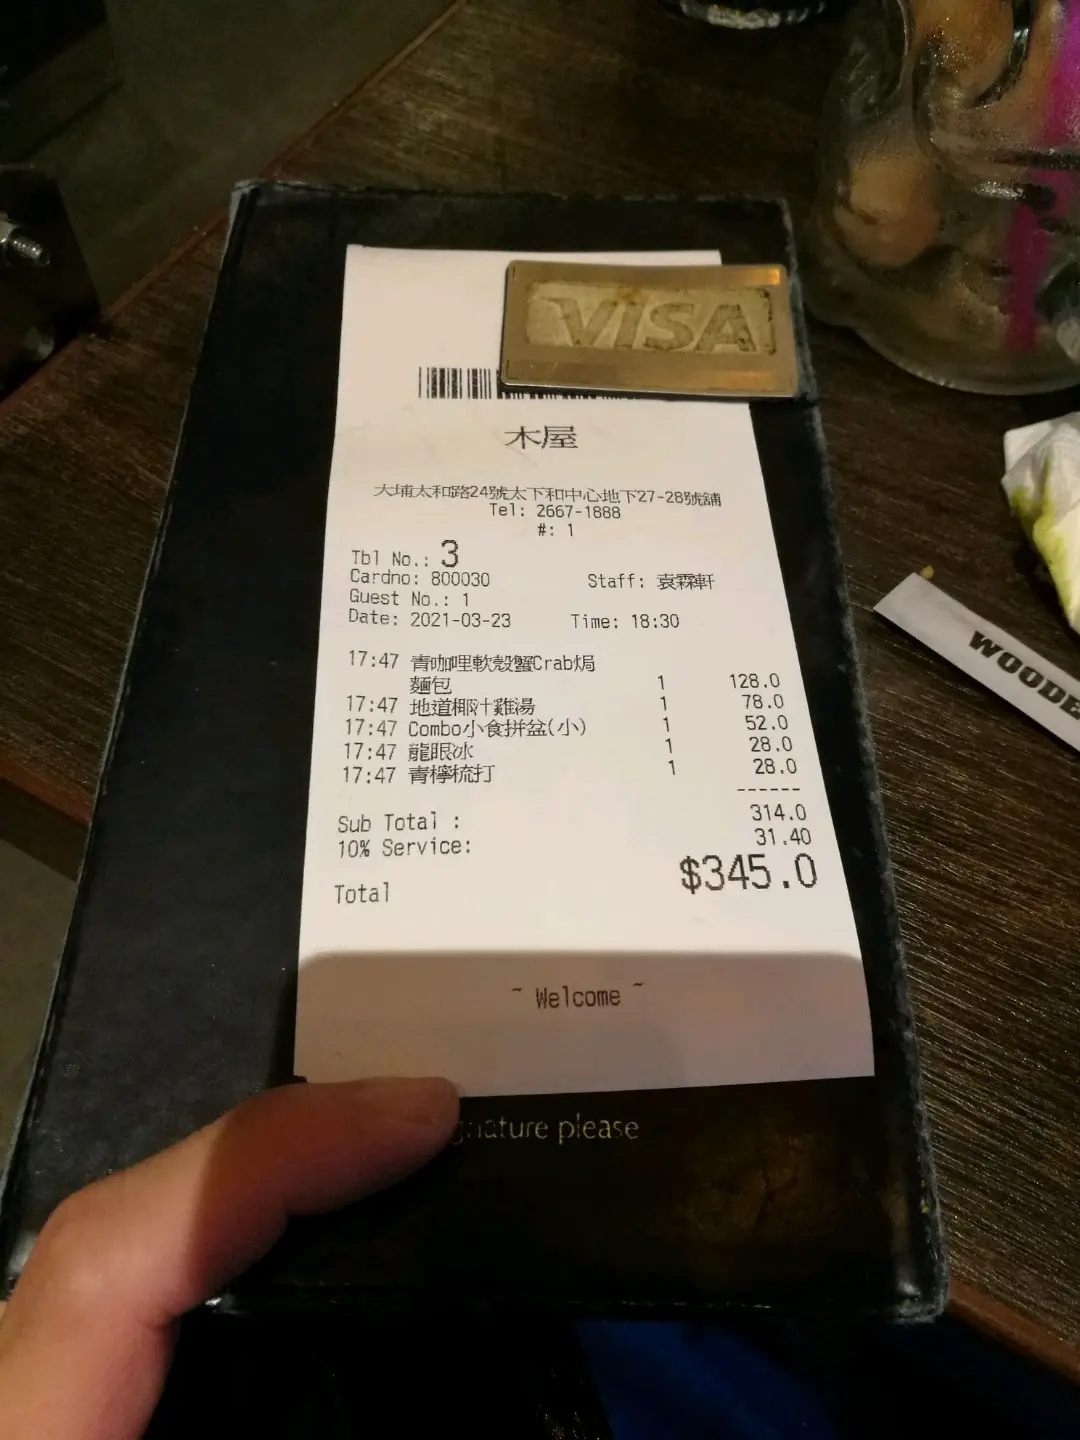 VISA
木屋
大埔太和路24號太下和中心地下27-28號舖
Tel: 2667-1888
#: 1
Tbl No.: 3
Cardno: 800030 Staff: 袁霖軒
Guest No.: 1
Date: 2021-03-23 Time: 18:30
17:47 青咖哩軟殼蟹Crab焗
麵包 1 128.0
17:47 地道椰汁雞湯 1 78.0
17:47 Combo小食拼盆(小) 1 52.0
17:47 龍眼冰 1 28.0
17:47 青檸梳打 1 28.0
------
Sub Total : 314.0
10% Service: 31.40
Total $345.0
~ Welcome ~
gnature please
WOODE